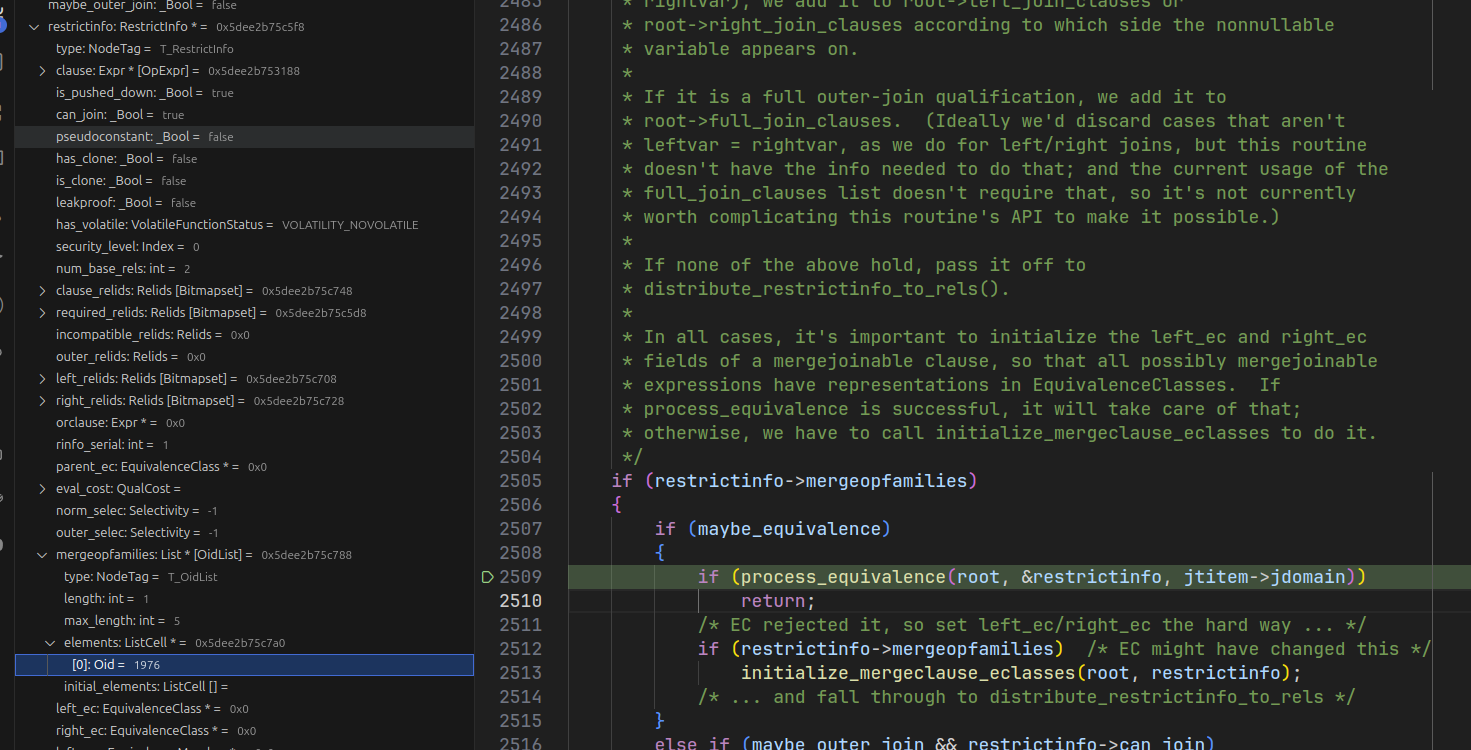 maybe_outer_join: _Bool = false
restrictinfo: RestrictInfo * = 0x5dee2b75c5f8
type: NodeTag = T_RestrictInfo
clause: Expr * [OpExpr] = 0x5dee2b753188
is_pushed_down: _Bool = true
can_join: _Bool = true
pseudoconstant: _Bool = false
has_clone: _Bool = false
is_clone: _Bool = false
leakproof: _Bool = false
has_volatile: VolatileFunctionStatus = VOLATILITY_NOVOLATILE
security_level: Index = 0
num_base_rels: int = 2
clause_relids: Relids [Bitmapset] = 0x5dee2b75c748
required_relids: Relids [Bitmapset] = 0x5dee2b75c5d8
incompatible_relids: Relids = 0x0
outer_relids: Relids = 0x0
left_relids: Relids [Bitmapset] = 0x5dee2b75c708
right_relids: Relids [Bitmapset] = 0x5dee2b75c728
orclause: Expr * = 0x0
rinfo_serial: int = 1
parent_ec: EquivalenceClass * = 0x0
eval_cost: QualCost =
norm_selec: Selectivity = -1
outer_selec: Selectivity = -1
mergeopfamilies: List * [OidList] = 0x5dee2b75c788
type: NodeTag = T_OidList
length: int = 1
max_length: int = 5
elements: ListCell * = 0x5dee2b75c7a0
[0]: Oid = 1976
initial_elements: ListCell [] =
left_ec: EquivalenceClass * = 0x0
right_ec: EquivalenceClass * = 0x0
2485 * rightvar), we add it to root->left_join_clauses or
2486 * root->right_join_clauses according to which side the nonnullable
2487 * variable appears on.
2488 *
2489 * If it is a full outer-join qualification, we add it to
2490 * root->full_join_clauses.  (Ideally we'd discard cases that aren't
2491 * leftvar = rightvar, as we do for left/right joins, but this routine
2492 * doesn't have the info needed to do that; and the current usage of the
2493 * full_join_clauses list doesn't require that, so it's not currently
2494 * worth complicating this routine's API to make it possible.)
2495 *
2496 * If none of the above hold, pass it off to
2497 * distribute_restrictinfo_to_rels().
2498 *
2499 * In all cases, it's important to initialize the left_ec and right_ec
2500 * fields of a mergejoinable clause, so that all possibly mergejoinable
2501 * expressions have representations in EquivalenceClasses.  If
2502 * process_equivalence is successful, it will take care of that;
2503 * otherwise, we have to call initialize_mergeclause_eclasses to do it.
2504 */
2505 if (restrictinfo->mergeopfamilies)
2506 {
2507 if (maybe_equivalence)
2508 {
2509 if (process_equivalence(root, &restrictinfo, jtitem->jdomain))
2510 return;
2511 /* EC rejected it, so set left_ec/right_ec the hard way ... */
2512 if (restrictinfo->mergeopfamilies)  /* EC might have changed this */
2513 initialize_mergeclause_eclasses(root, restrictinfo);
2514 /* ... and fall through to distribute_restrictinfo_to_rels */
2515 }
2516 else if (maybe_outer_join && restrictinfo->can_join)